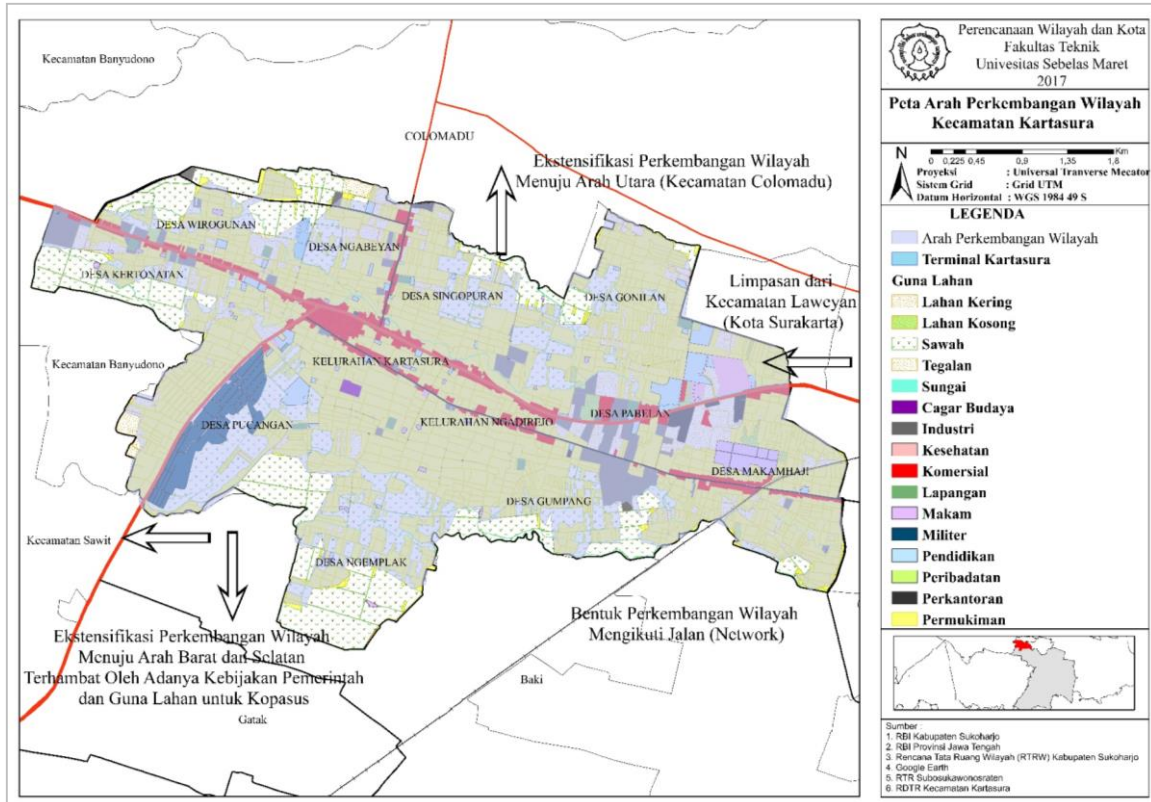 Kecamatan Banyudono
COLOMADU
Ekstensifikasi Perkembangan Wilayah
Menuju Arah Utara (Kecamatan Colomadu)
DESA WIROGUNAN
DESA NGABEYAN
DESA KERTONATAN
DESA SINGOPURAN
DESA GONILAN
Limpasan dari
Kecamatan Laweyan
(Kota Surakarta)
Kecamatan Banyudono
KELURAHAN KARTASURA
DESA PUCANGAN
KELURAHAN NGADIREJO
DESA PABELAN
DESA MAKAMHAJI
DESA GUMPANG
Kecamatan Sawit
DESA NGEMPLAK
Ekstensifikasi Perkembangan Wilayah
Menuju Arah Barat dan Selatan
Terhambat Oleh Adanya Kebijakan Pemerintah
dan Guna Lahan untuk Kopasus
Gatak
Bentuk Perkembangan Wilayah
Mengikuti Jalan (Network)
Baki
Perencanaan Wilayah dan Kota
Fakultas Teknik
Univesitas Sebelas Maret
2017
Peta Arah Perkembangan Wilayah
Kecamatan Kartasura
N
Km
0 0,225 0,45 0,9 1,35 1,8
Proyeksi : Universal Tranverse Mecator
Sistem Grid : Grid UTM
Datum Horizontal : WGS 1984 49 S
LEGENDA
Arah Perkembangan Wilayah
Terminal Kartasura
Guna Lahan
Lahan Kering
Lahan Kosong
Sawah
Tegalan
Sungai
Cagar Budaya
Industri
Kesehatan
Komersial
Lapangan
Makam
Militer
Pendidikan
Peribadatan
Perkantoran
Permukiman
Sumber :
1. RBI Kabupaten Sukoharjo
2. RBI Provinsi Jawa Tengah
3. Rencana Tata Ruang Wilayah (RTRW) Kabupaten Sukoharjo
4. Google Earth
5. RTR Subosukawonosraten
6. RDTR Kecamatan Kartasura